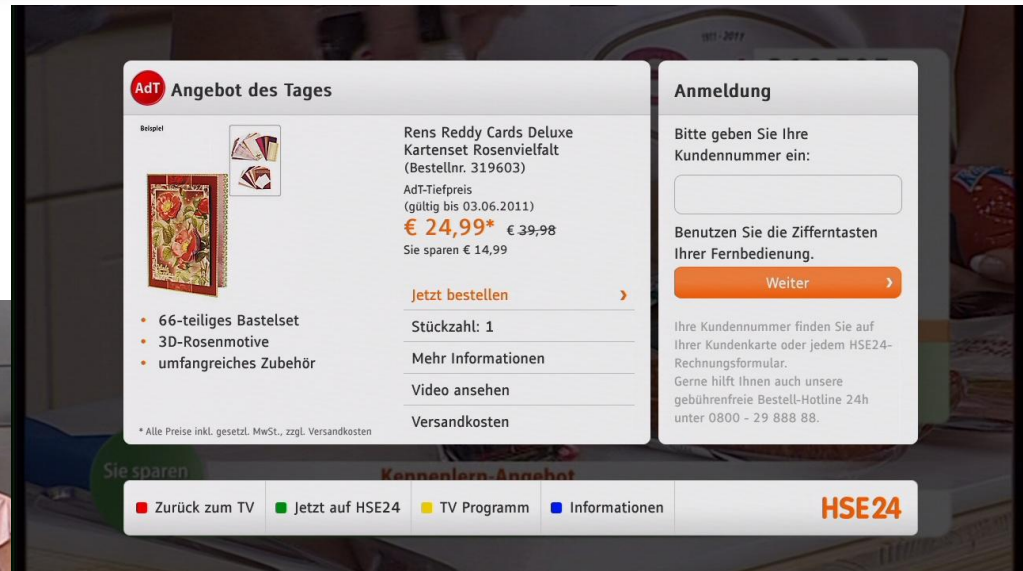 1911 - 2011
AdT Angebot des Tages
Beispiel
Rens Reddy Cards Deluxe
Kartenset Rosenvielfalt
(Bestellnr. 319603)
AdT-Tiefpreis
(gültig bis 03.06.2011)
€ 24,99* € 39,98
Sie sparen € 14,99
66-teiliges Bastelset
3D-Rosenmotive
umfangreiches Zubehör
Jetzt bestellen
Stückzahl: 1
Mehr Informationen
Video ansehen
Versandkosten
* Alle Preise inkl. gesetzl. MwSt., zzgl. Versandkosten
Anmeldung
Bitte geben Sie Ihre
Kundennummer ein:
Benutzen Sie die Zifferntasten
Ihrer Fernbedienung.
Weiter
Ihre Kundennummer finden Sie auf
Ihrer Kundenkarte oder jedem HSE24-
Rechnungsformular.
Gerne hilft Ihnen auch unsere
gebührenfreie Bestell-Hotline 24h
unter 0800 - 29 888 88.
Sie sparen
Kennenlern-Angebot
Zurück zum TV
Jetzt auf HSE24
TV Programm
Informationen
HSE24